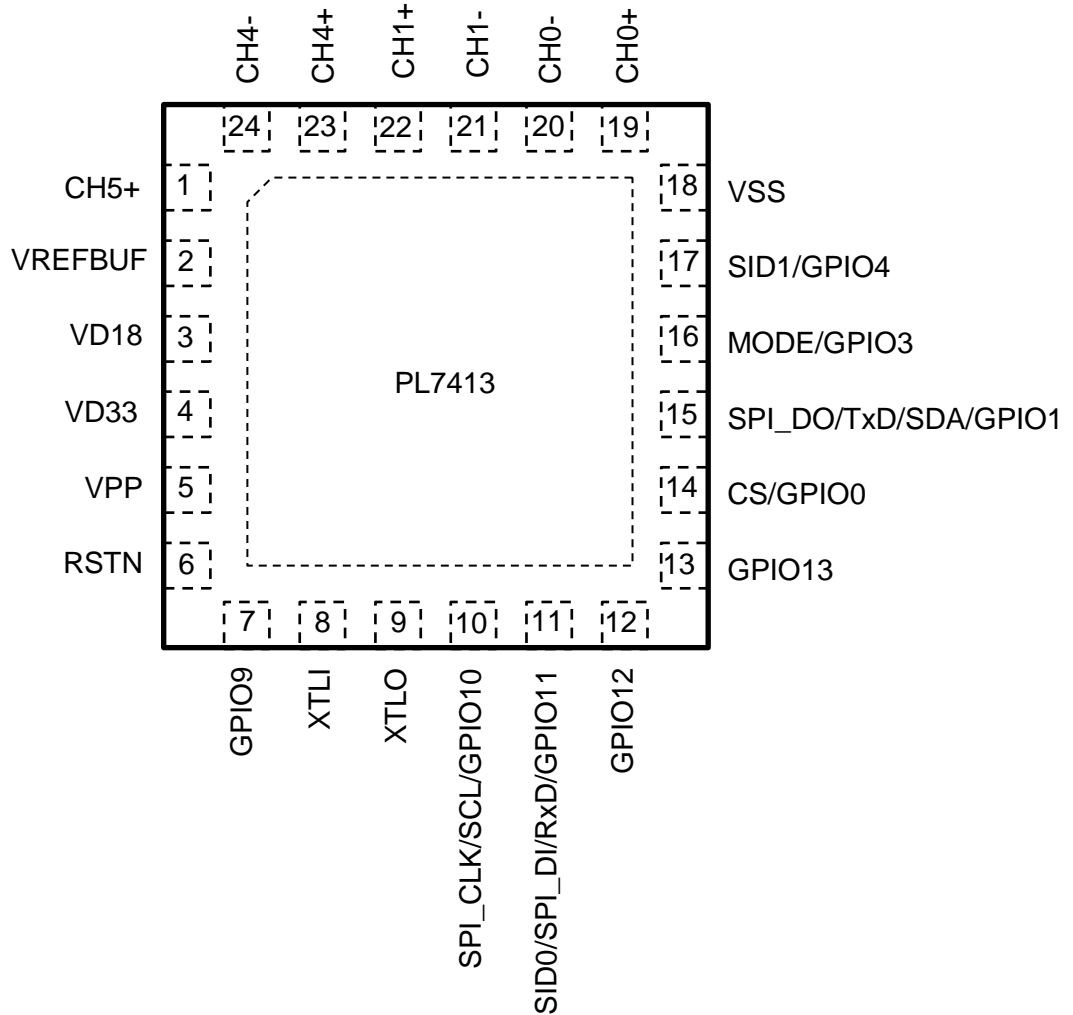 CH4-
CH4+
CH1+
CH1-
CH0-
CH0+
24
23
22
21
20
19
CH5+
1
18
VSS
VREFBUF
2
17
SID1/GPIO4
VD18
3
16
MODE/GPIO3
PL7413
VD33
4
15
SPI_DO/TxD/SDA/GPIO1
VPP
5
14
CS/GPIO0
RSTN
6
13
GPIO13
7
8
9
10
11
12
GPIO9
XTLI
XTLO
SPI_CLK/SCL/GPIO10
SID0/SPI_DI/RxD/GPIO11
GPIO12